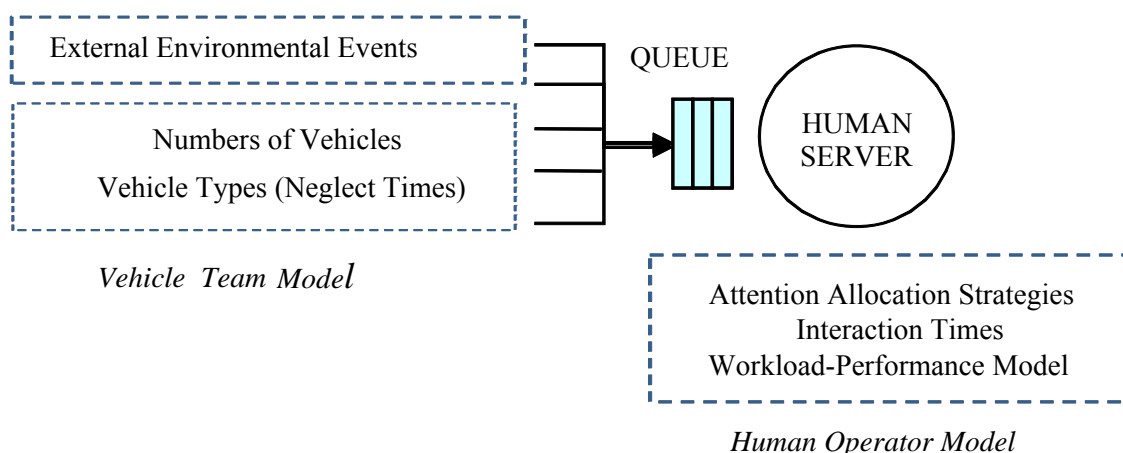 External Environmental Events
Numbers of Vehicles
Vehicle Types (Neglect Times)
Vehicle Team Model
QUEUE
HUMAN
SERVER
Attention Allocation Strategies
Interaction Times
Workload-Performance Model
Human Operator Model